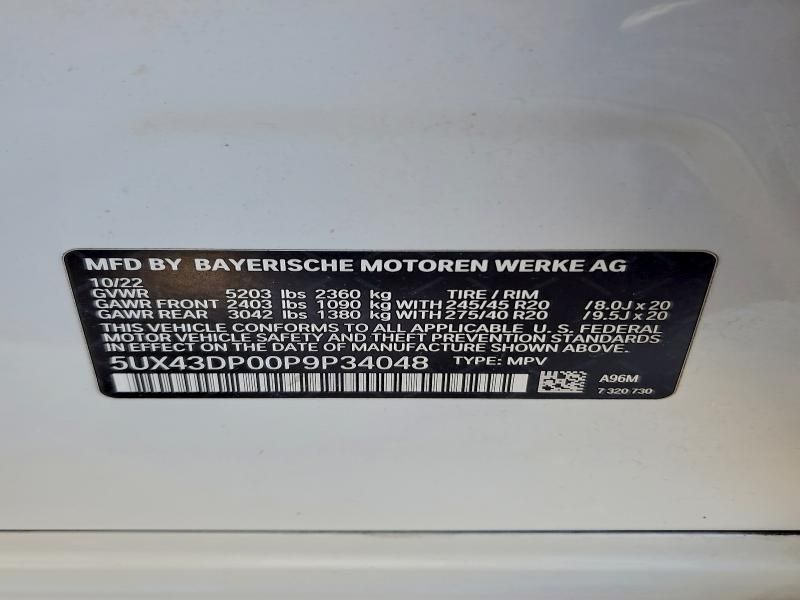 MFD BY BAYERISCHE MOTOREN WERKE AG
10/22
GVWR 5203 lbs 2360 kg TIRE / RIM
GAWR FRONT 2403 lbs 1090 kg WITH 245/45 R20 /8.0J x 20
GAWR REAR 3042 lbs 1380 kg WITH 275/40 R20 /9.5J x 20
THIS VEHICLE CONFORMS TO ALL APPLICABLE U. S. FEDERAL
MOTOR VEHICLE SAFETY AND THEFT PREVENTION STANDARDS
IN EFFECT ON THE DATE OF MANUFACTURE SHOWN ABOVE.
5UX43DP00P9P34048 TYPE: MPV
A96M
7 320 730